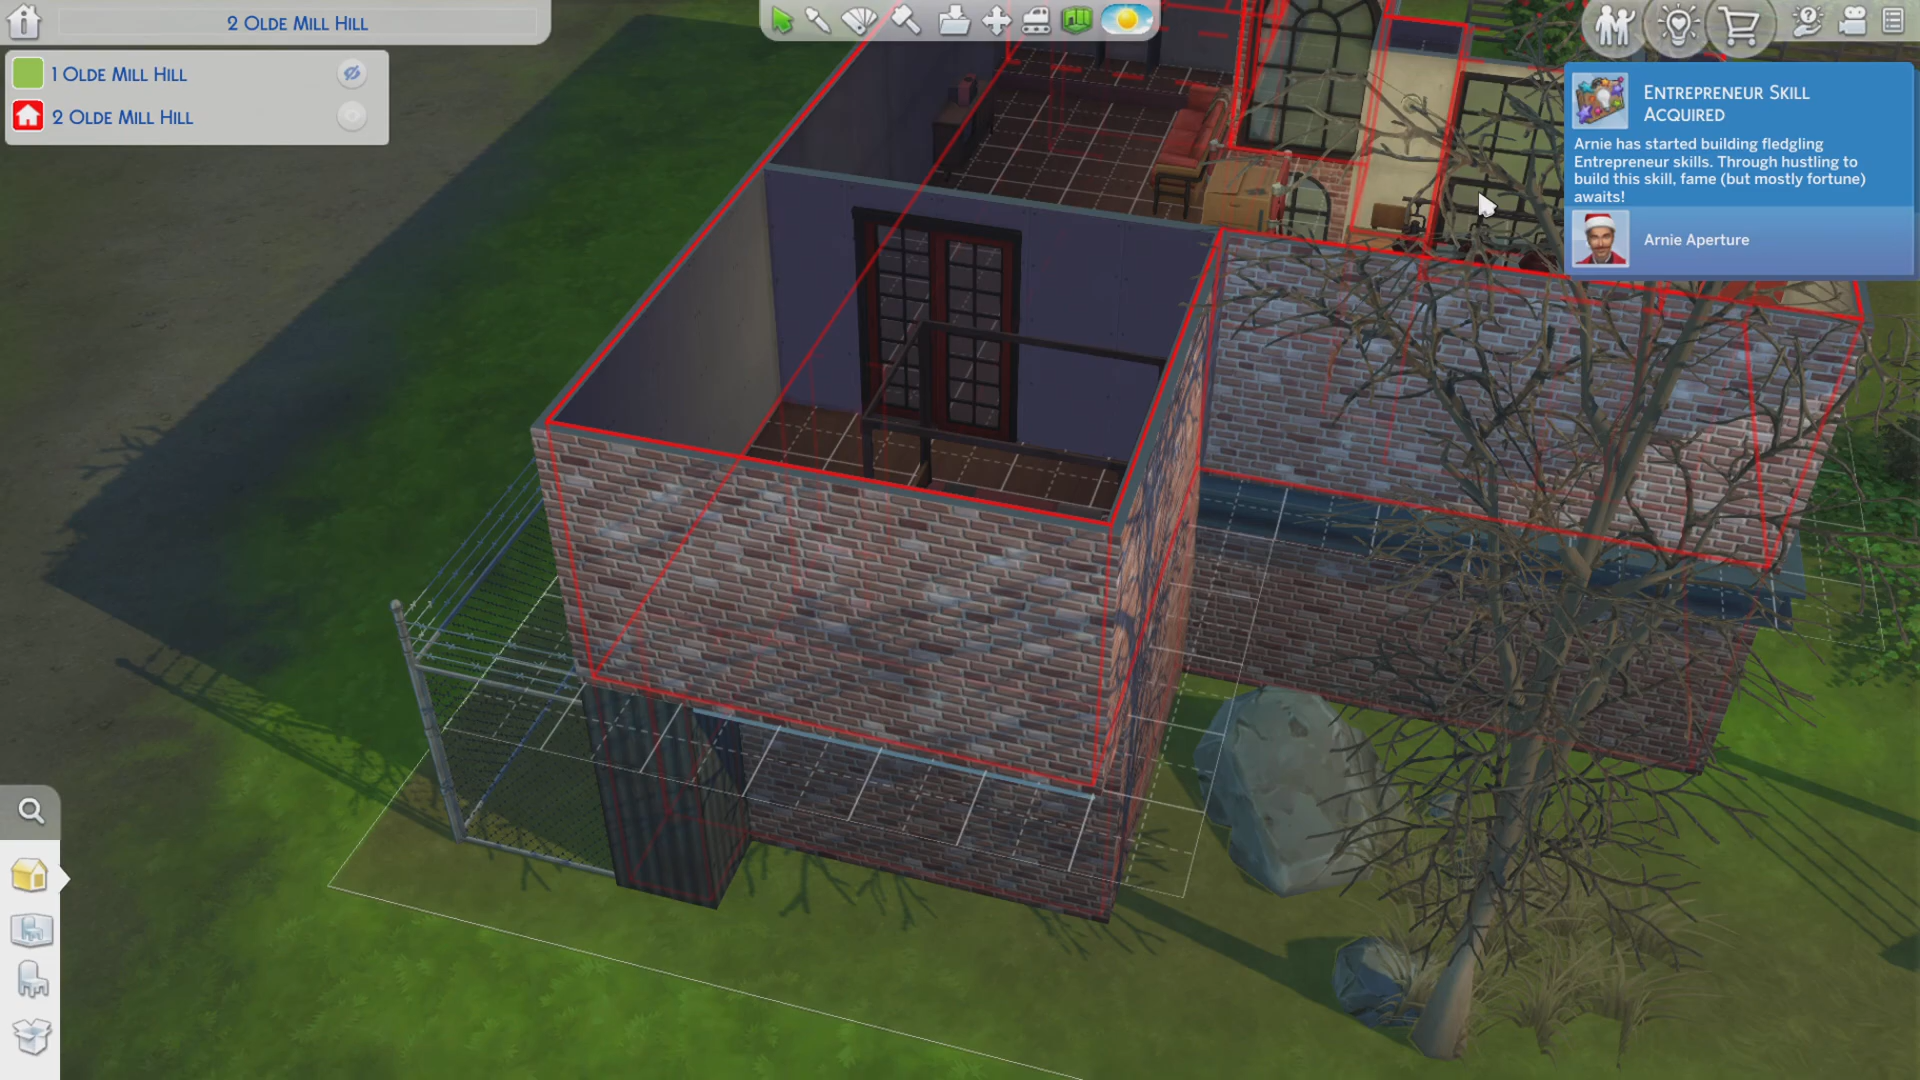 2 Olde Mill Hill
1 Olde Mill Hill
2 Olde Mill Hill
Entrepreneur Skill
Acquired
Arnie has started building fledgling
Entrepreneur skills. Through hustling to
build this skill, fame (but mostly fortune)
awaits!
Arnie Aperture